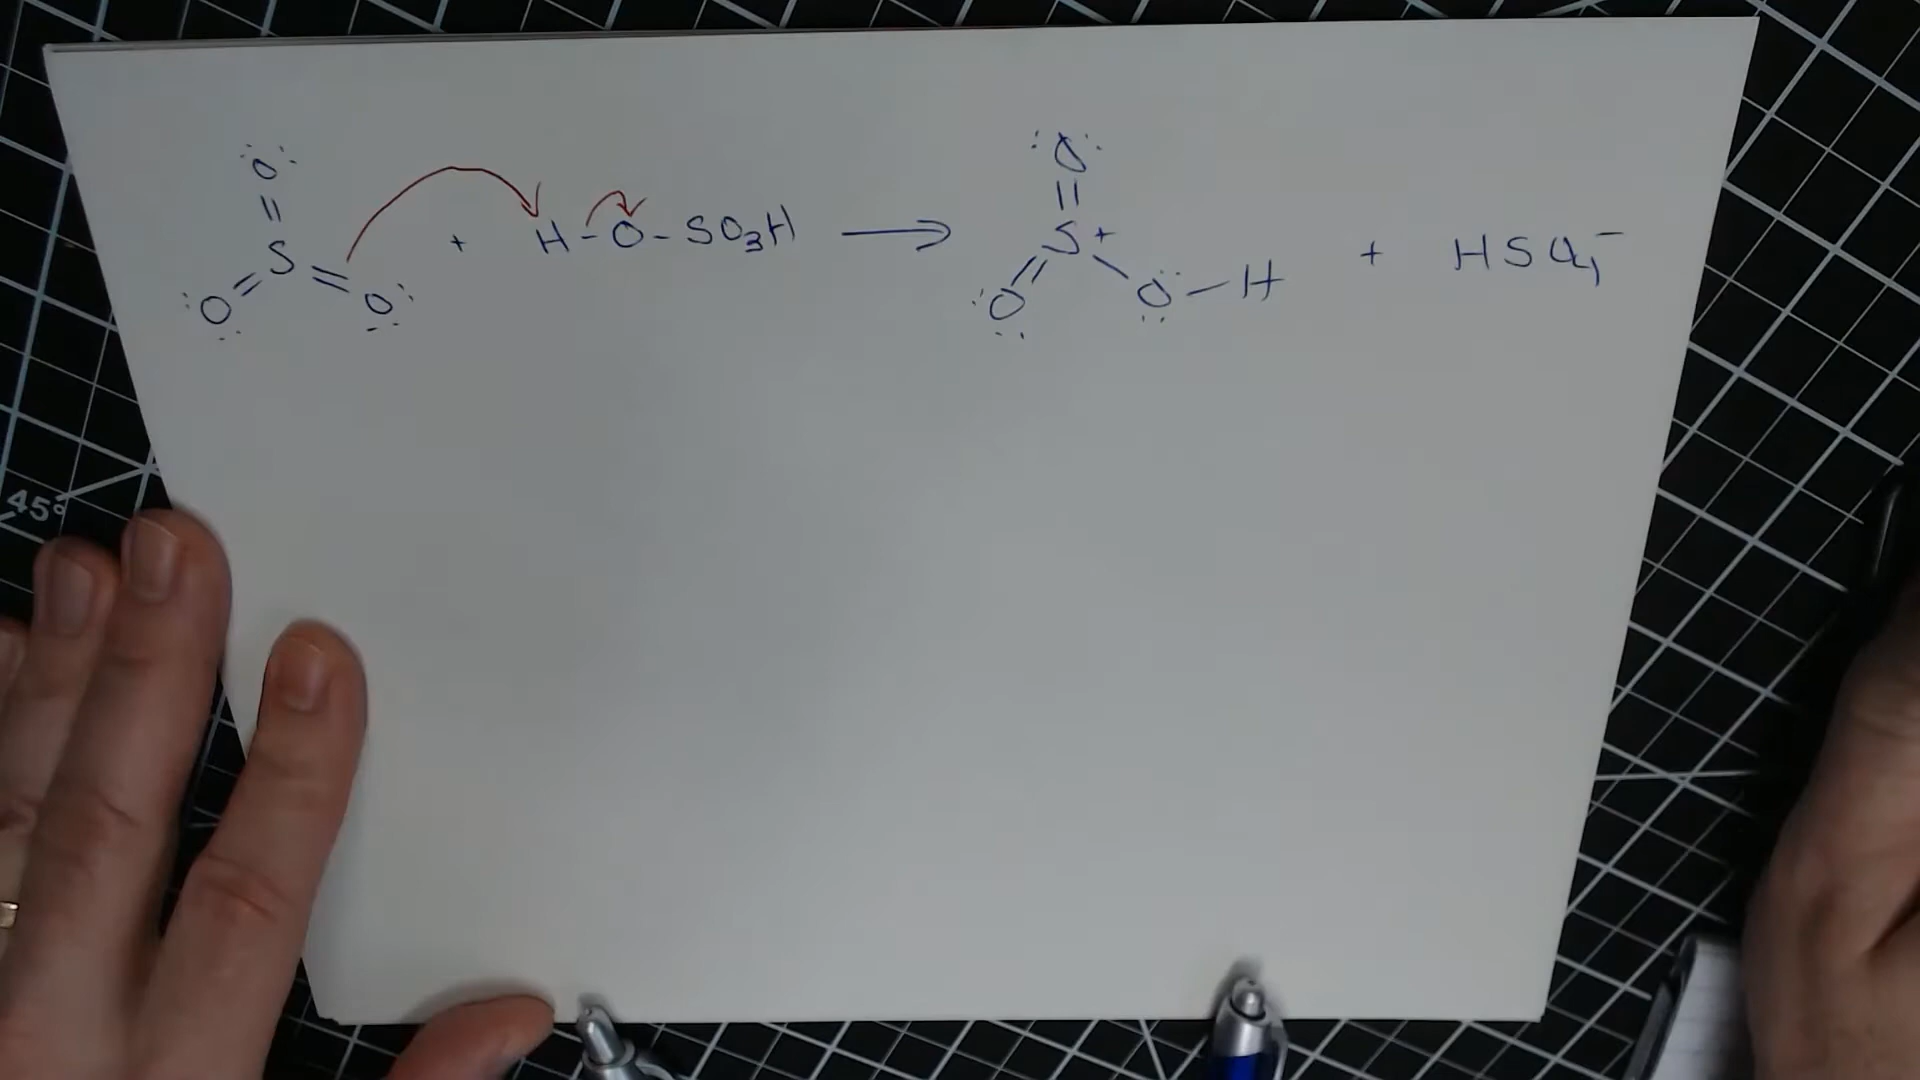 :Ö: :Ö:
S + H-O-SO₃H ⟶ S⁺ + HSO₄⁻
:O O: :O O-H
45°